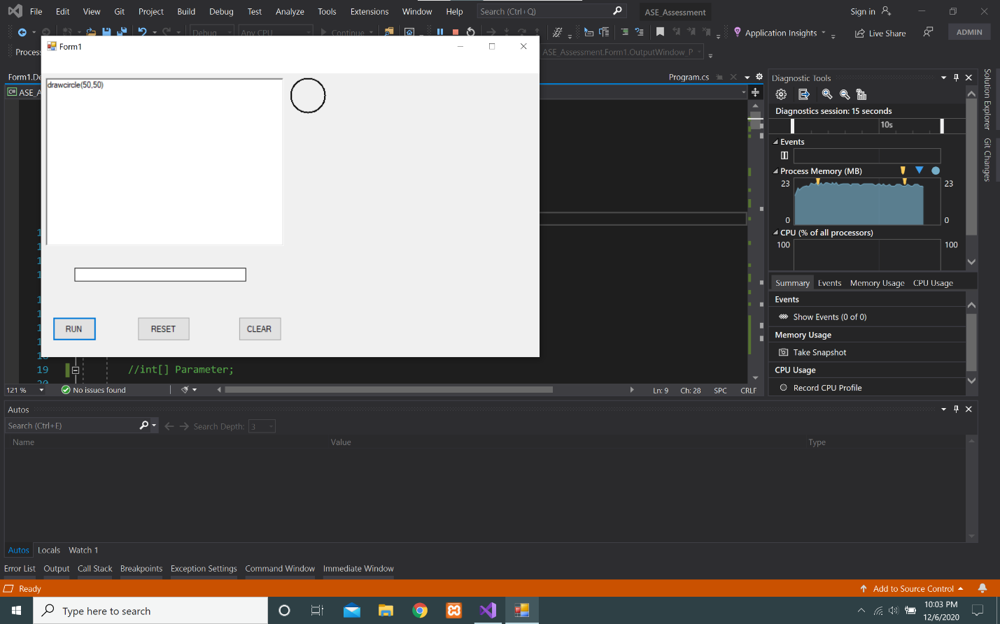 File Edit View Git Project Build Debug Test Analyze Tools Extensions Window Help Search (Ctrl+Q) ASE_Assessment Sign in
Debug Any CPU Continue Application Insights Live Share ADMIN
Form1
ASE_Assessment.Form1.OutputWindow_P
Program.cs
drawcircle(50,50)
RUN RESET CLEAR
19 //int[] Parameter;
121 % No issues found Ln: 9 Ch: 28 SPC CRLF
Diagnostic Tools
Diagnostics session: 15 seconds
10s
Events
Process Memory (MB)
23 23
0 0
CPU (% of all processors)
100 100
Summary Events Memory Usage CPU Usage
Events
Show Events (0 of 0)
Memory Usage
Take Snapshot
CPU Usage
Record CPU Profile
Solution Explorer
Git Changes
Autos
Search (Ctrl+E) Search Depth: 3
Name Value Type
Autos Locals Watch 1
Error List Output Call Stack Breakpoints Exception Settings Command Window Immediate Window
Ready Add to Source Control
Type here to search
10:03 PM
12/6/2020